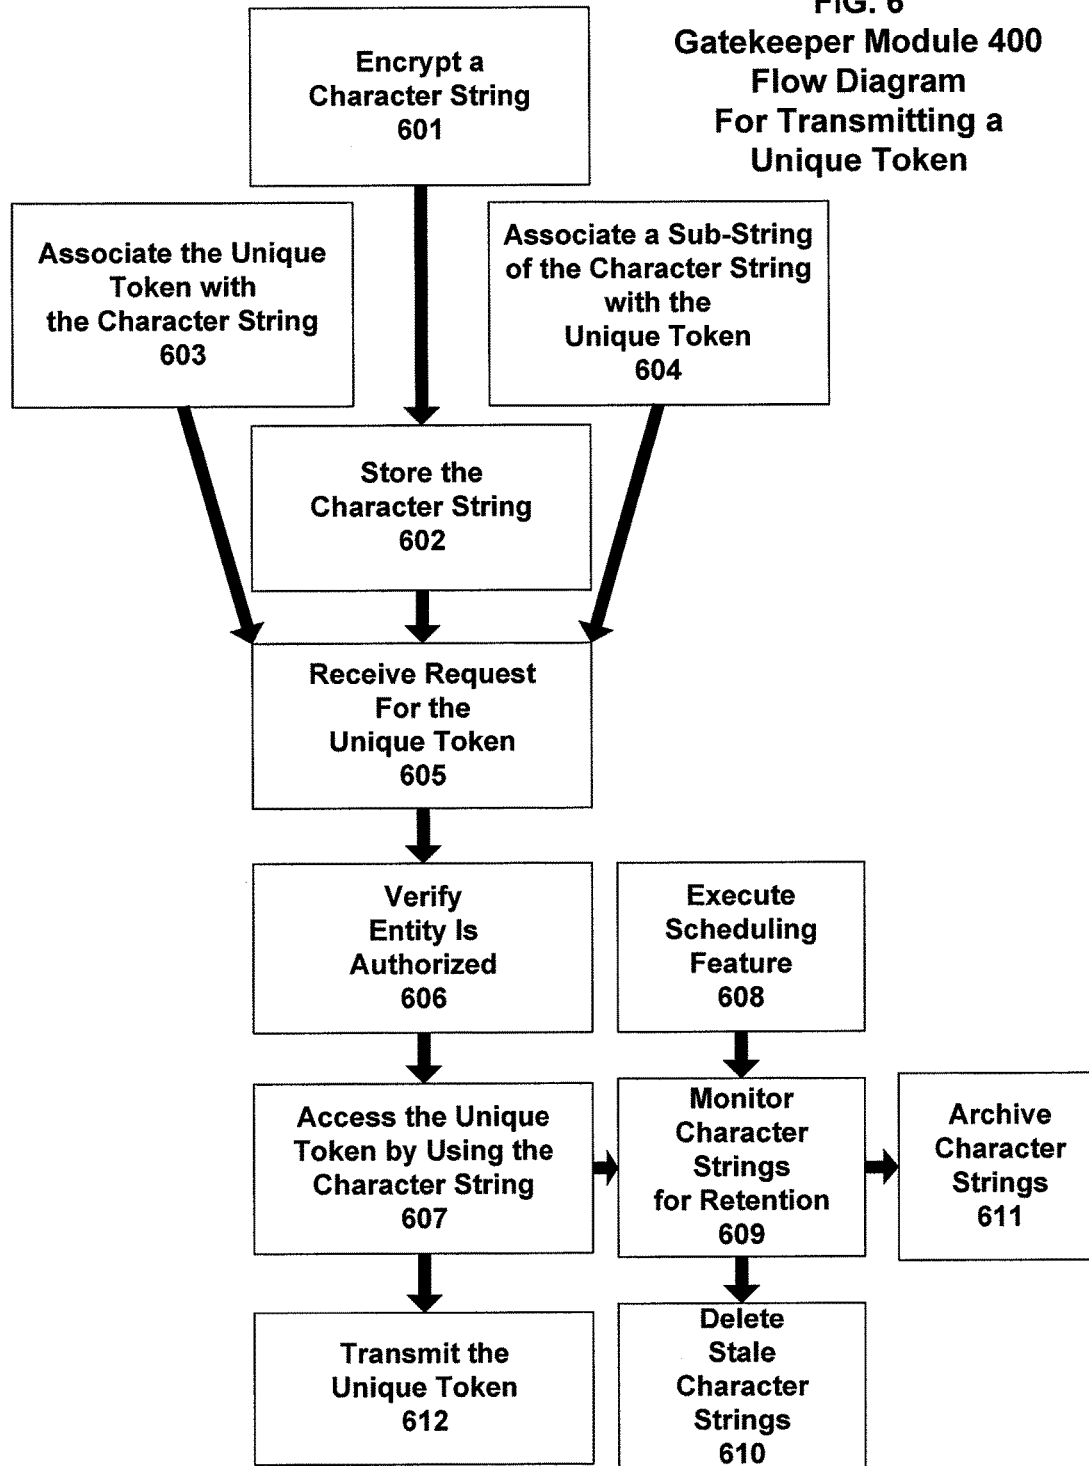 FIG. 6
Gatekeeper Module 400
Flow Diagram
For Transmitting a
Unique Token
Encrypt a
Character String
601
Associate the Unique
Token with
the Character String
603
Associate a Sub-String
of the Character String
with the
Unique Token
604
Store the
Character String
602
Receive Request
For the
Unique Token
605
Verify
Entity Is
Authorized
606
Execute
Scheduling
Feature
608
Access the Unique
Token by Using the
Character String
607
Monitor
Character
Strings
for Retention
609
Archive
Character
Strings
611
Transmit the
Unique Token
612
Delete
Stale
Character
Strings
610